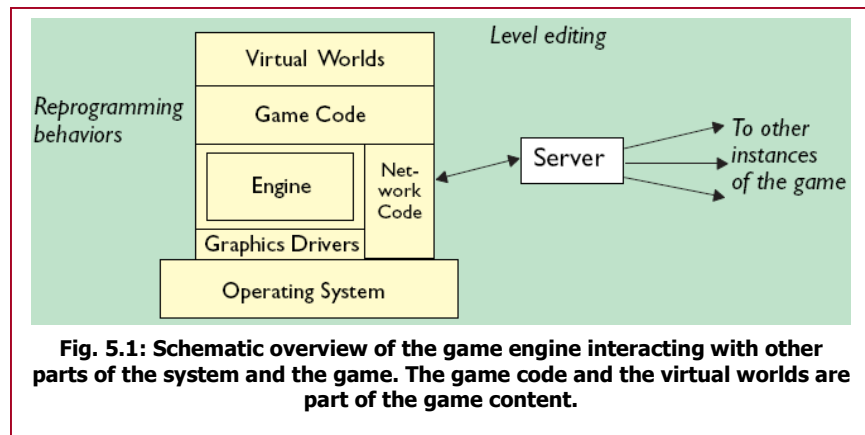 Level editing
Virtual Worlds
Reprogramming
behaviors
Game Code
Engine
Net-
work
Code
Server
To other
instances
of the game
Graphics Drivers
Operating System
Fig. 5.1: Schematic overview of the game engine interacting with other
parts of the system and the game. The game code and the virtual worlds are
part of the game content.